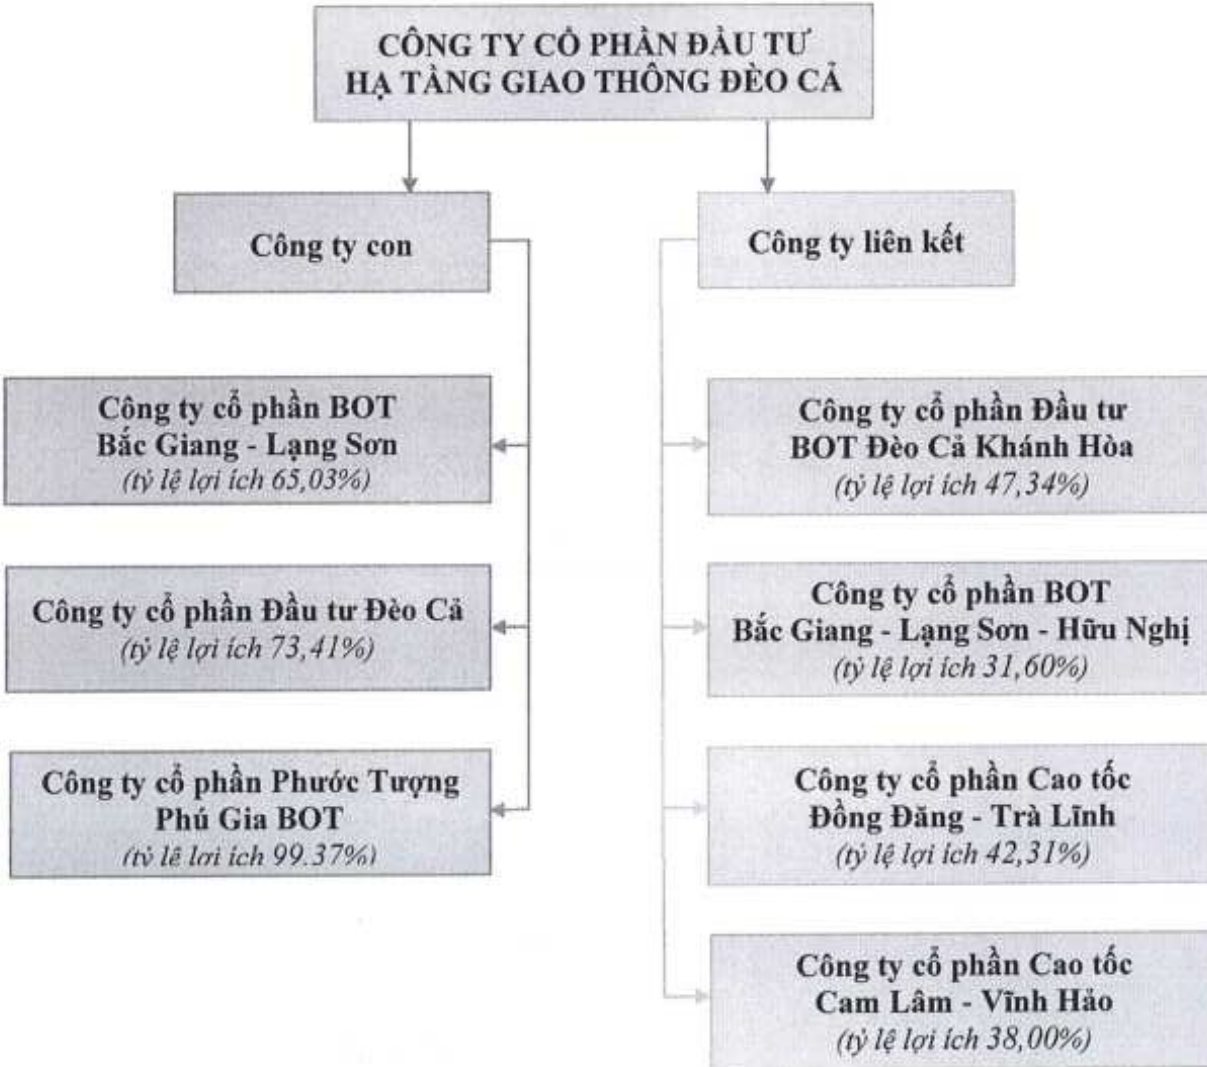 CÔNG TY CỔ PHẦN ĐẦU TƯ
HẠ TẦNG GIAO THÔNG ĐÈO CẢ
Công ty con
Công ty cổ phần BOT
Bắc Giang - Lạng Sơn
(tỷ lệ lợi ích 65,03%)
Công ty cổ phần Đầu tư Đèo Cả
(tỷ lệ lợi ích 73,41%)
Công ty cổ phần Phước Tượng
Phú Gia BOT
(tỷ lệ lợi ích 99.37%)
Công ty liên kết
Công ty cổ phần Đầu tư
BOT Đèo Cả Khánh Hòa
(tỷ lệ lợi ích 47,34%)
Công ty cổ phần BOT
Bắc Giang - Lạng Sơn - Hữu Nghị
(tỷ lệ lợi ích 31,60%)
Công ty cổ phần Cao tốc
Đồng Đăng - Trà Lĩnh
(tỷ lệ lợi ích 42,31%)
Công ty cổ phần Cao tốc
Cam Lâm - Vĩnh Hảo
(tỷ lệ lợi ích 38,00%)